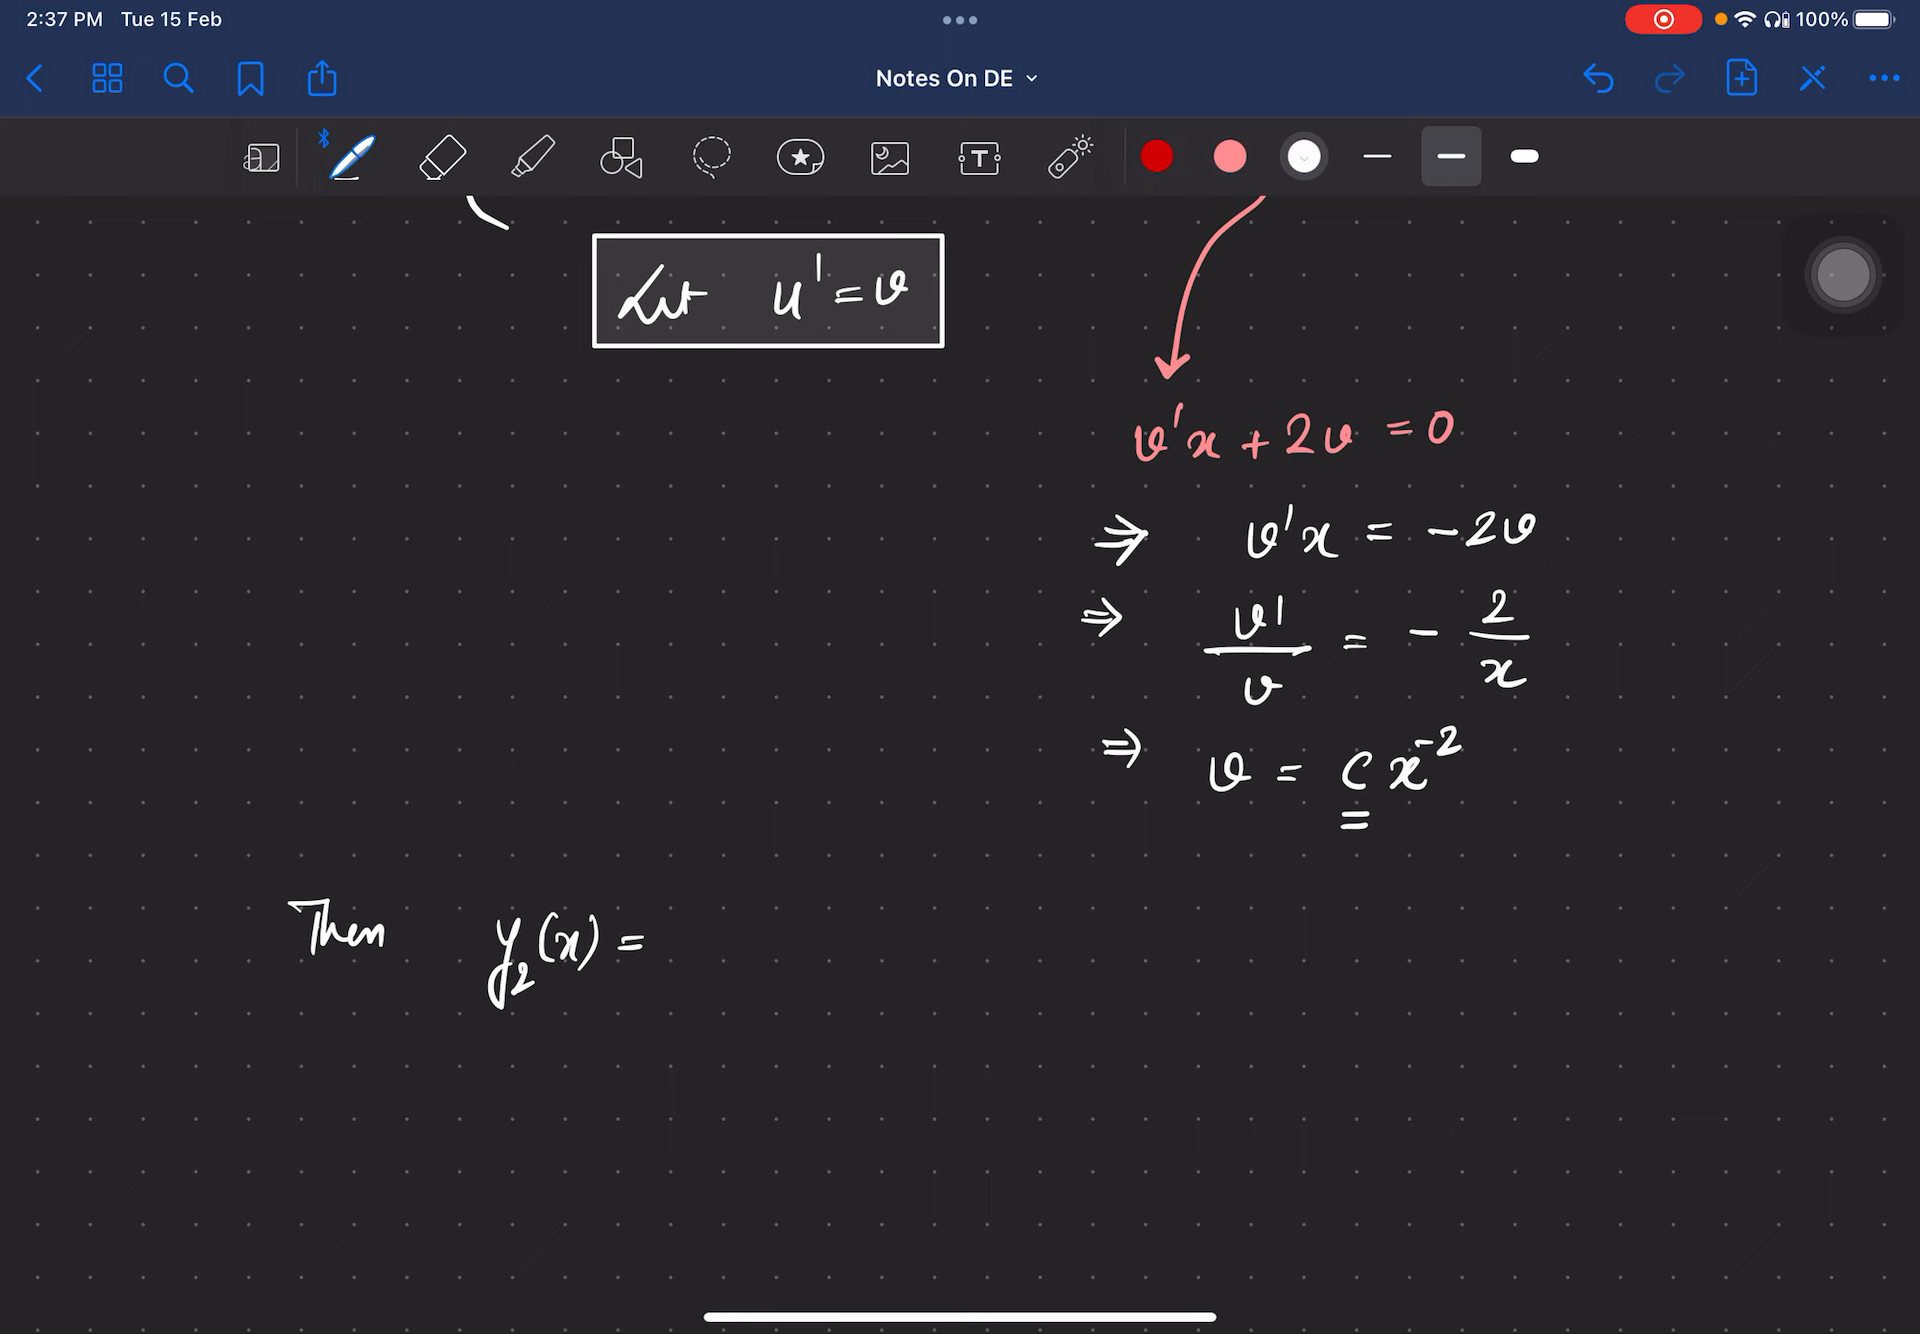 2:37 PM Tue 15 Feb 100%
Notes On DE
T
Let u' = v
v'x + 2v = 0
⇒ v'x = -2v
⇒ v'/v = - 2/x
⇒ v = c x⁻²
Then y₂(x) =